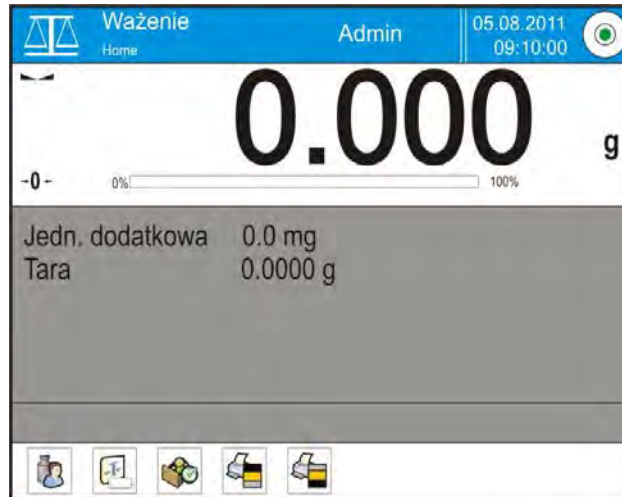 Ważenie
Home
Admin
05.08.2011
09:10:00
0.000 g
-0-
0%
100%
Jedn. dodatkowa 0.0 mg
Tara 0.0000 g